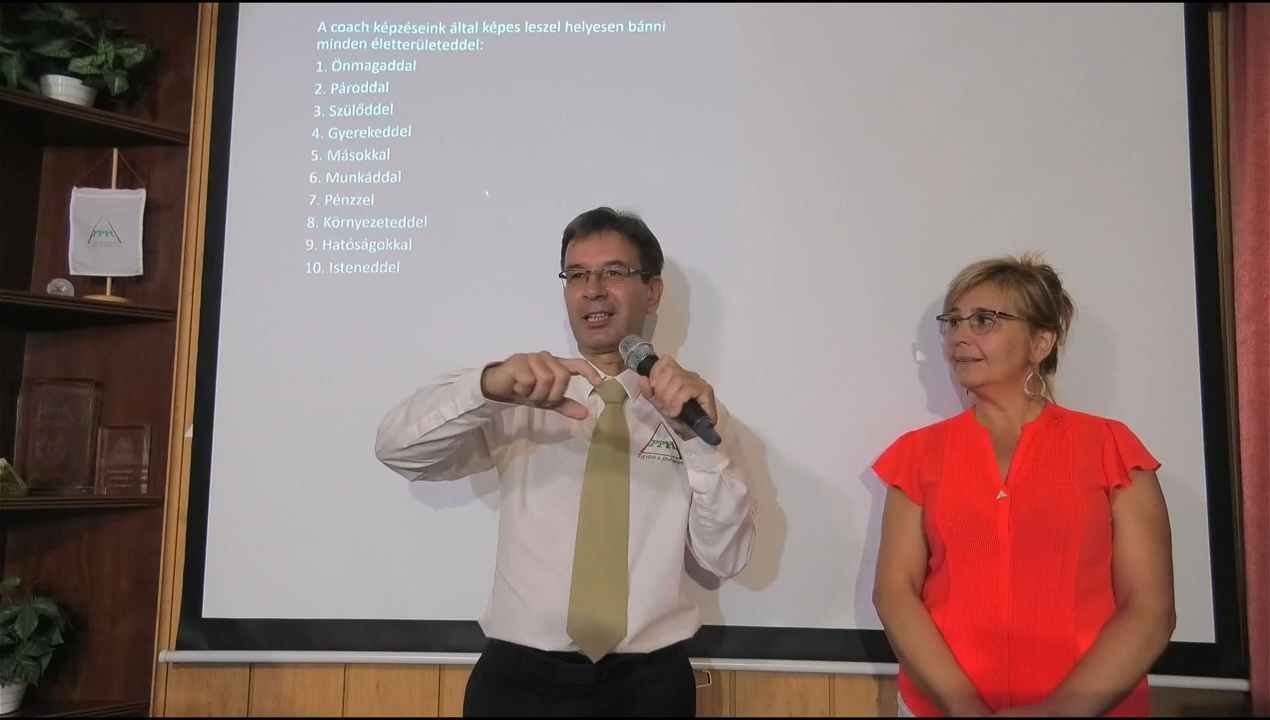 A coach képzéseink által képes leszel helyesen bánni
minden életterületeddel:
1. Önmagaddal
2. Pároddal
3. Szülőddel
4. Gyerekeddel
5. Másokkal
6. Munkáddal
7. Pénzzel
8. Környezeteddel
9. Hatóságokkal
10. Isteneddel